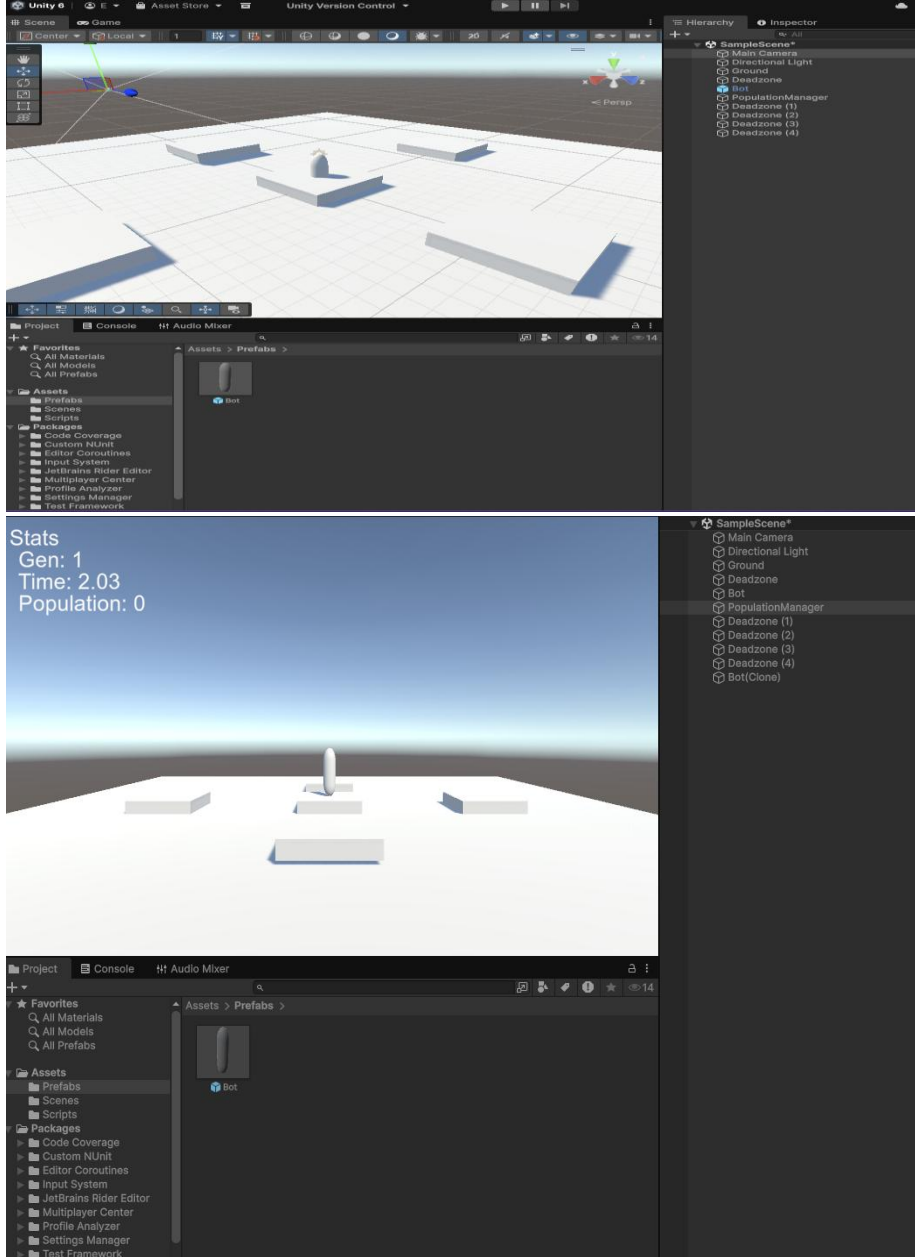 Unity 6 E Asset Store Unity Version Control
Scene Game
Center Local 1 2D
Persp
Hierarchy Inspector
All
SampleScene*
Main Camera
Directional Light
Ground
Deadzone
Bot
PopulationManager
Deadzone (1)
Deadzone (2)
Deadzone (3)
Deadzone (4)
Project Console Audio Mixer
14
Favorites
All Materials
All Models
All Prefabs
Assets
Prefabs
Scenes
Scripts
Packages
Code Coverage
Custom NUnit
Editor Coroutines
Input System
JetBrains Rider Editor
Multiplayer Center
Profile Analyzer
Settings Manager
Test Framework
Assets > Prefabs >
Bot
Stats
Gen: 1
Time: 2.03
Population: 0
SampleScene*
Main Camera
Directional Light
Ground
Deadzone
Bot
PopulationManager
Deadzone (1)
Deadzone (2)
Deadzone (3)
Deadzone (4)
Bot(Clone)
Project Console Audio Mixer
14
Favorites
All Materials
All Models
All Prefabs
Assets
Prefabs
Scenes
Scripts
Packages
Code Coverage
Custom NUnit
Editor Coroutines
Input System
JetBrains Rider Editor
Multiplayer Center
Profile Analyzer
Settings Manager
Test Framework
Assets > Prefabs >
Bot